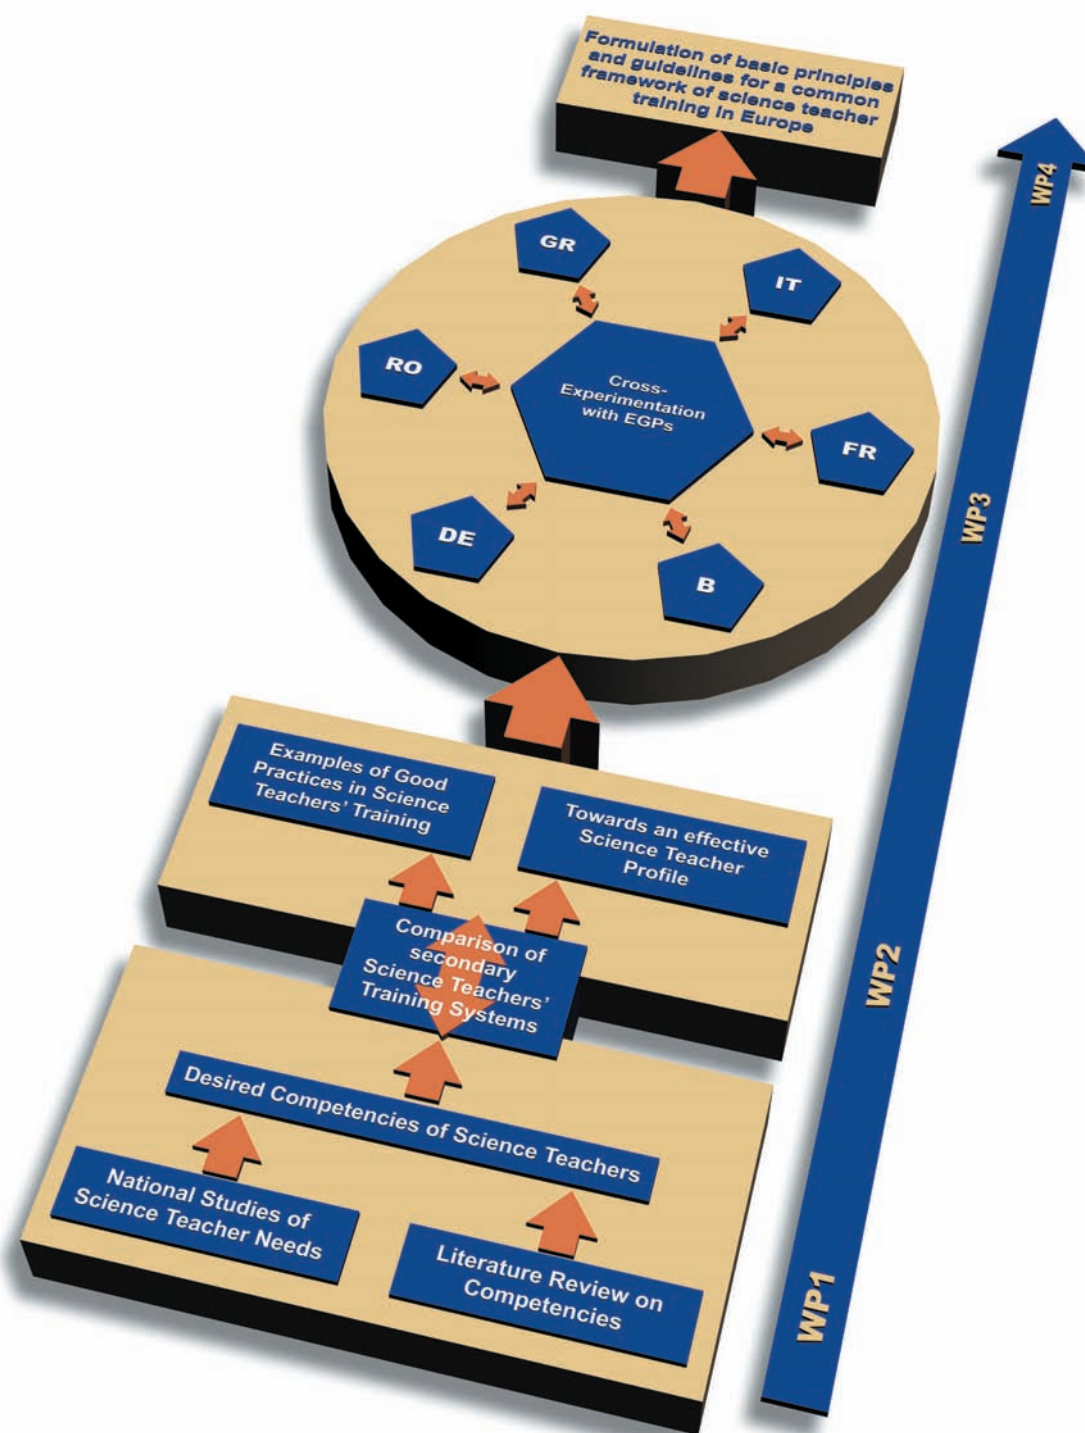 Formulation of basic principles
and guidelines for a common
framework of science teacher
training in Europe
WP4
GR
IT
RO
Cross-
Experimentation
with EGPs
FR
DE
B
WP3
Examples of Good
Practices in Science
Teachers’ Training
Towards an effective
Science Teacher
Profile
WP2
Comparison of
secondary
Science Teachers’
Training Systems
Desired Competencies of Science Teachers
National Studies of
Science Teacher Needs
Literature Review on
Competencies
WP1